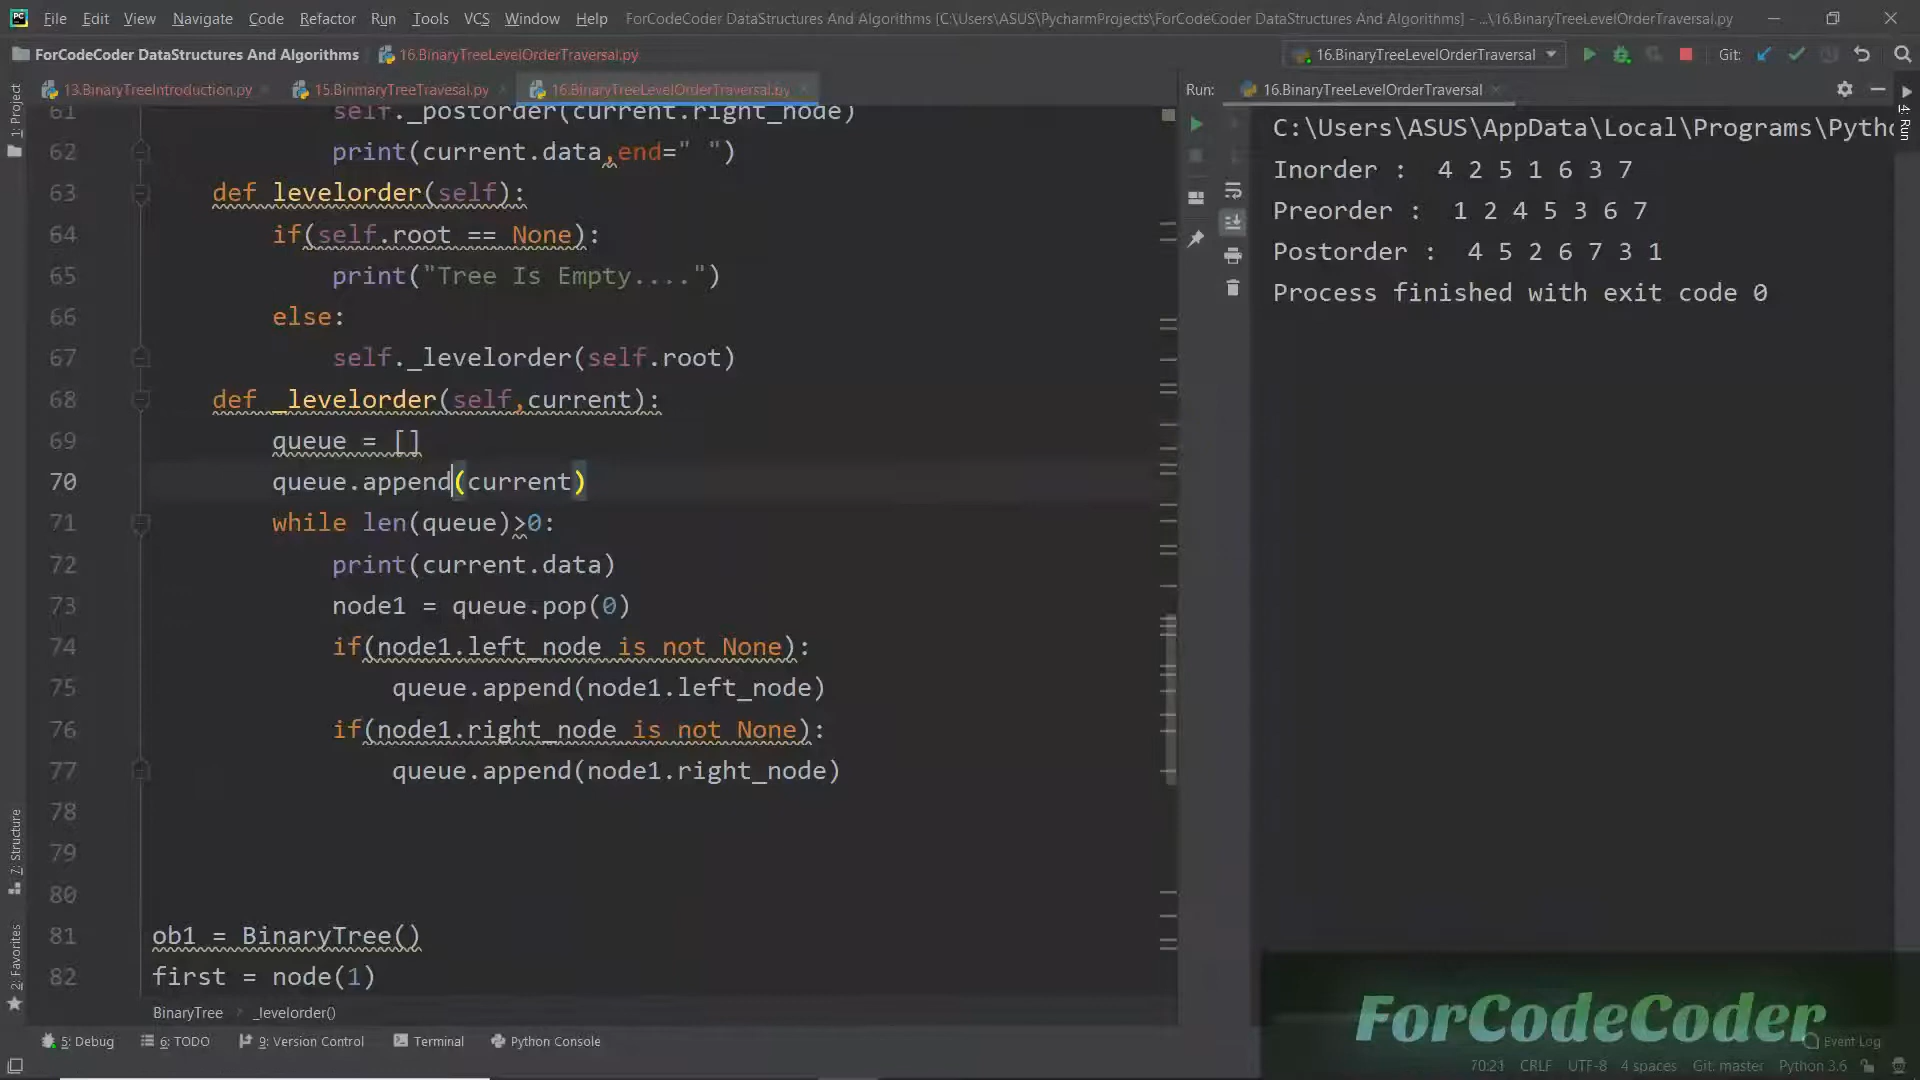 File Edit View Navigate Code Refactor Run Tools VCS Window Help ForCodeCoder DataStructures And Algorithms [C:\Users\ASUS\PycharmProjects\ForCodeCoder DataStructures And Algorithms] - ...\16.BinaryTreeLevelOrderTraversal.py
ForCodeCoder DataStructures And Algorithms 16.BinaryTreeLevelOrderTraversal.py 16.BinaryTreeLevelOrderTraversal Git:
13.BinaryTreeIntroduction.py 15.BinmaryTreeTravesal.py 16.BinaryTreeLevelOrderTraversal.py
61 self._postorder(current.right_node)
62 print(current.data,end=" ")
63 def levelorder(self):
64 if(self.root == None):
65 print("Tree Is Empty....")
66 else:
67 self._levelorder(self.root)
68 def _levelorder(self,current):
69 queue = []
70 queue.append(current)
71 while len(queue)>0:
72 print(current.data)
73 node1 = queue.pop(0)
74 if(node1.left_node is not None):
75 queue.append(node1.left_node)
76 if(node1.right_node is not None):
77 queue.append(node1.right_node)
78
79
80
81 ob1 = BinaryTree()
82 first = node(1)
BinaryTree _levelorder()
Run: 16.BinaryTreeLevelOrderTraversal
C:\Users\ASUS\AppData\Local\Programs\Pytho
Inorder : 4 2 5 1 6 3 7
Preorder : 1 2 4 5 3 6 7
Postorder : 4 5 2 6 7 3 1
Process finished with exit code 0
1: Project
7: Structure
2: Favorites
4: Run
ForCodeCoder
5: Debug 6: TODO 9: Version Control Terminal Python Console Event Log
70:21 CRLF UTF-8 4 spaces Git: master Python 3.6